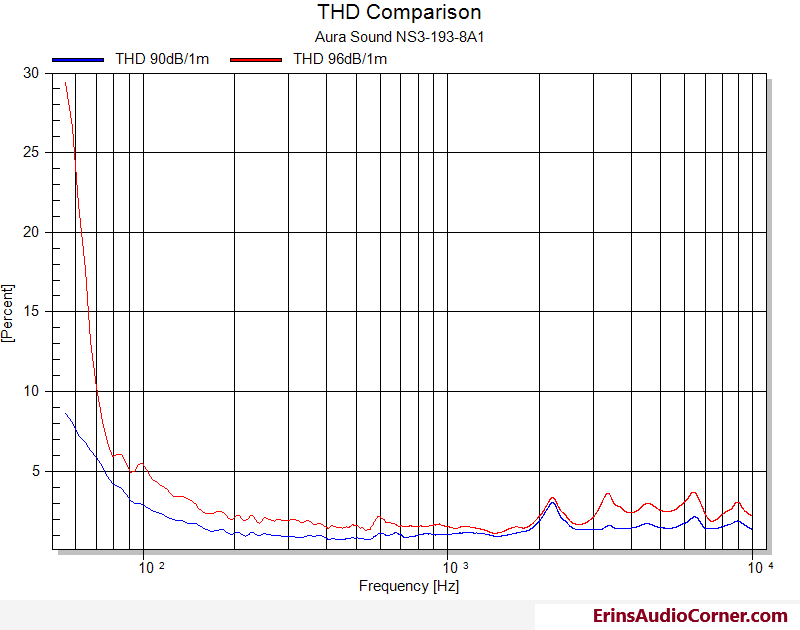 THD Comparison
Aura Sound NS3-193-8A1
THD 90dB/1m THD 96dB/1m
30
25
20
15
10
5
[Percent]
10 2 10 3 10 4
Frequency [Hz]
ErinsAudioCorner.com